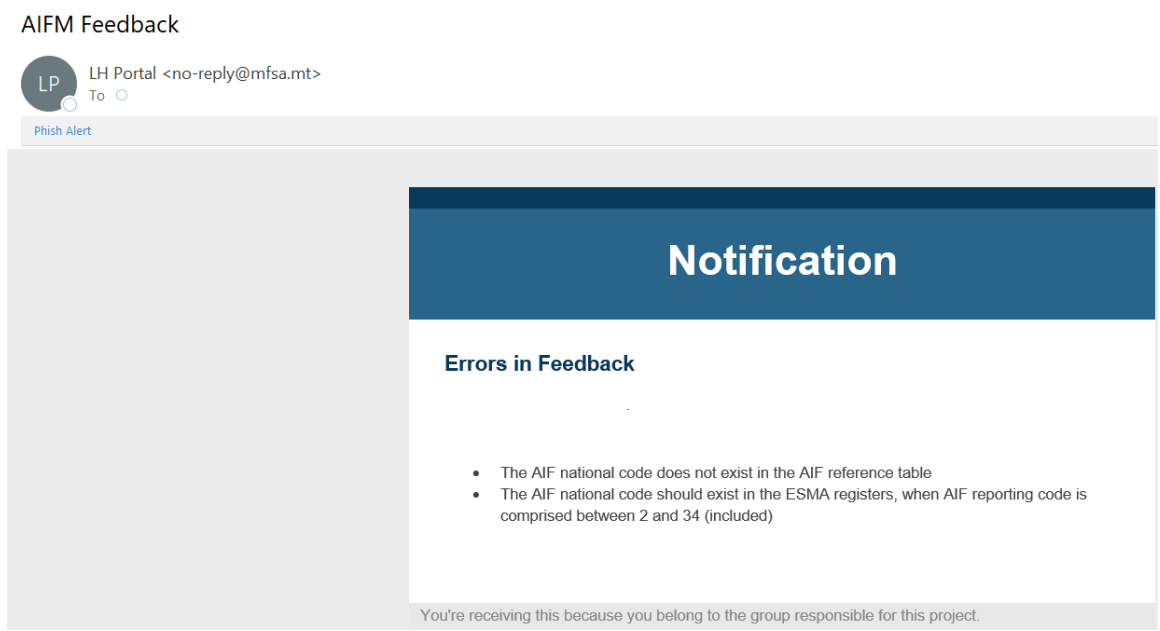 AIFM Feedback
LP
LH Portal <no-reply@mfsa.mt>
To
Phish Alert
Notification
Errors in Feedback
.
• The AIF national code does not exist in the AIF reference table
• The AIF national code should exist in the ESMA registers, when AIF reporting code is
comprised between 2 and 34 (included)
You're receiving this because you belong to the group responsible for this project.